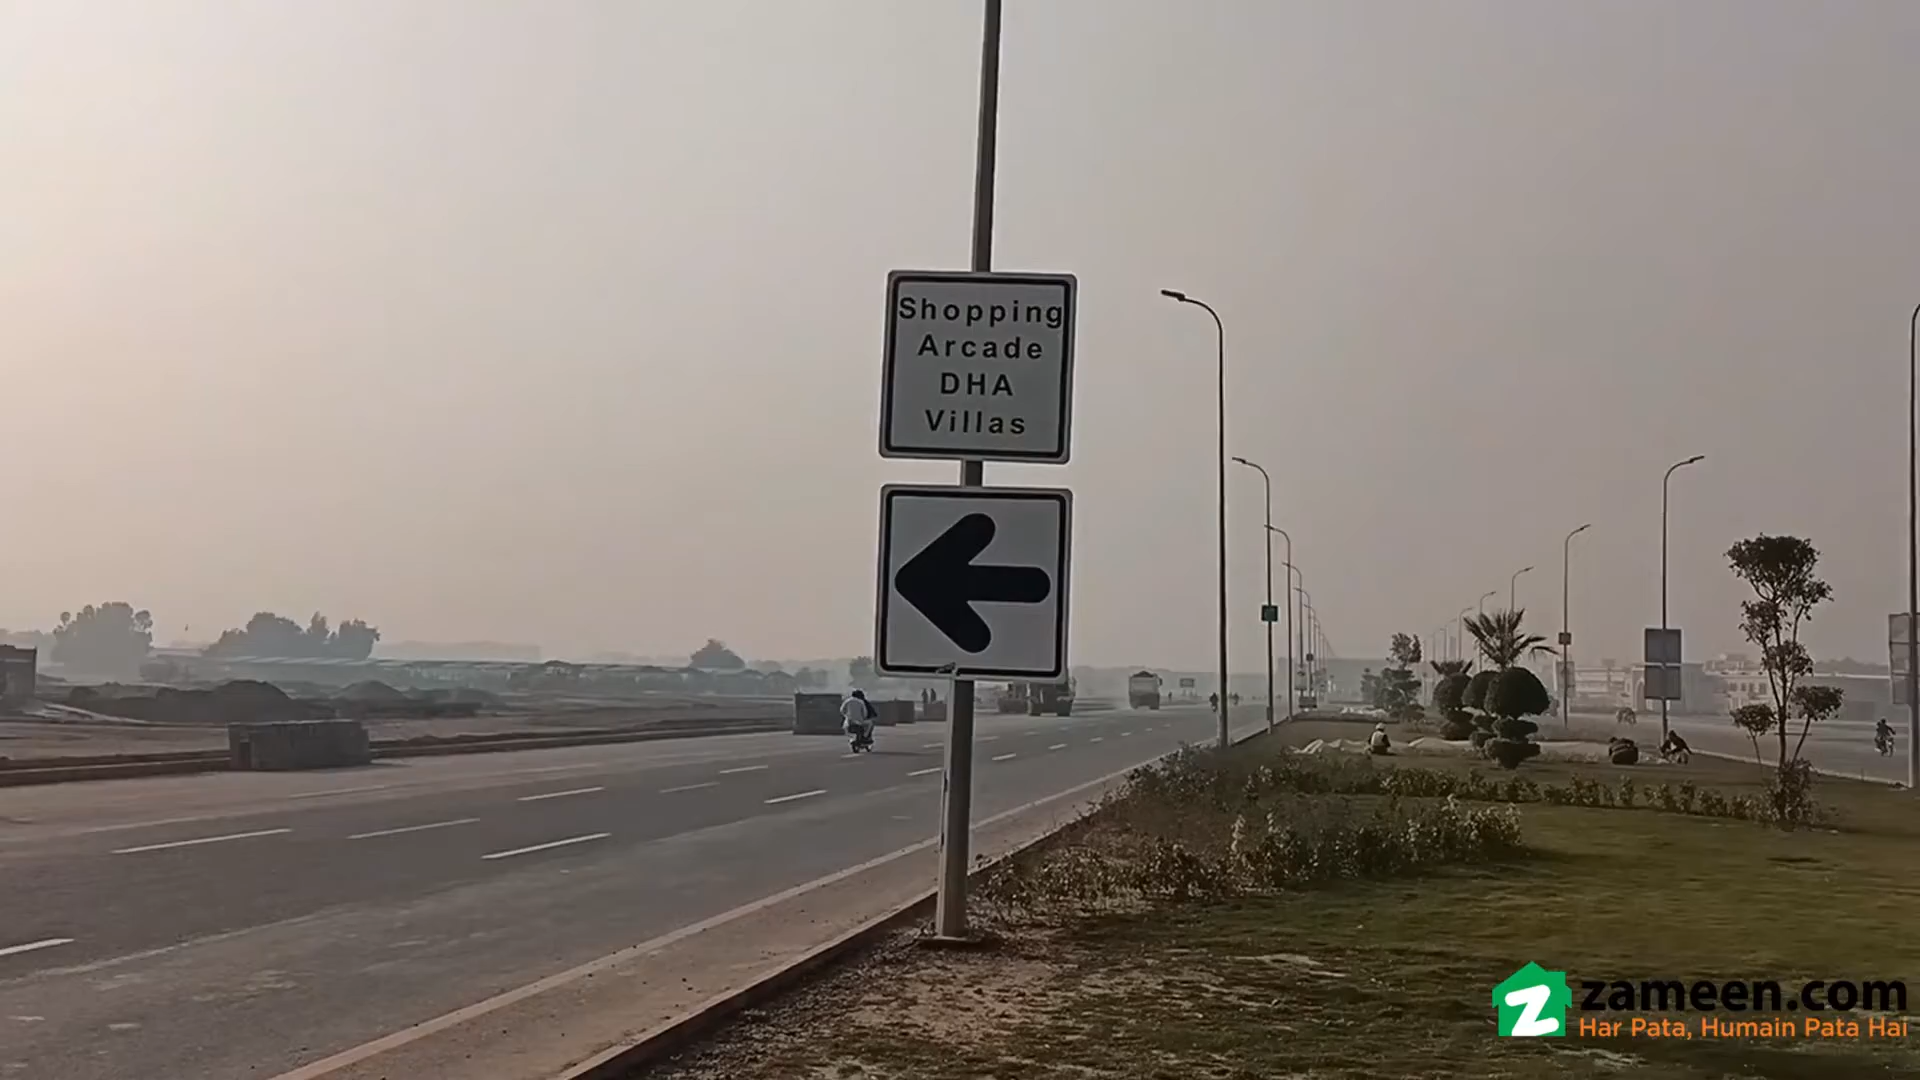 Shopping
Arcade
DHA
Villas
zameen.com
Har Pata, Humain Pata Hai